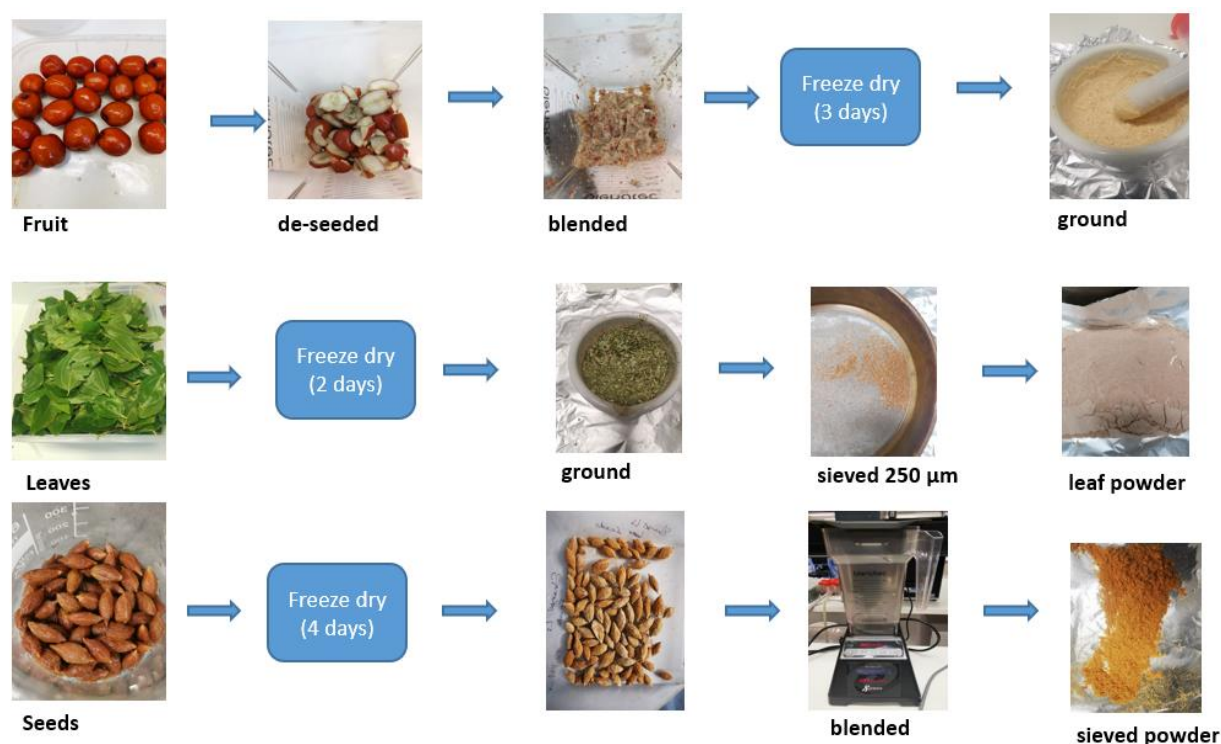 Freeze dry
(3 days)
Fruit
de-seeded
blended
ground
Freeze dry
(2 days)
Leaves
ground
sieved 250 µm
leaf powder
Freeze dry
(4 days)
Seeds
blended
sieved powder